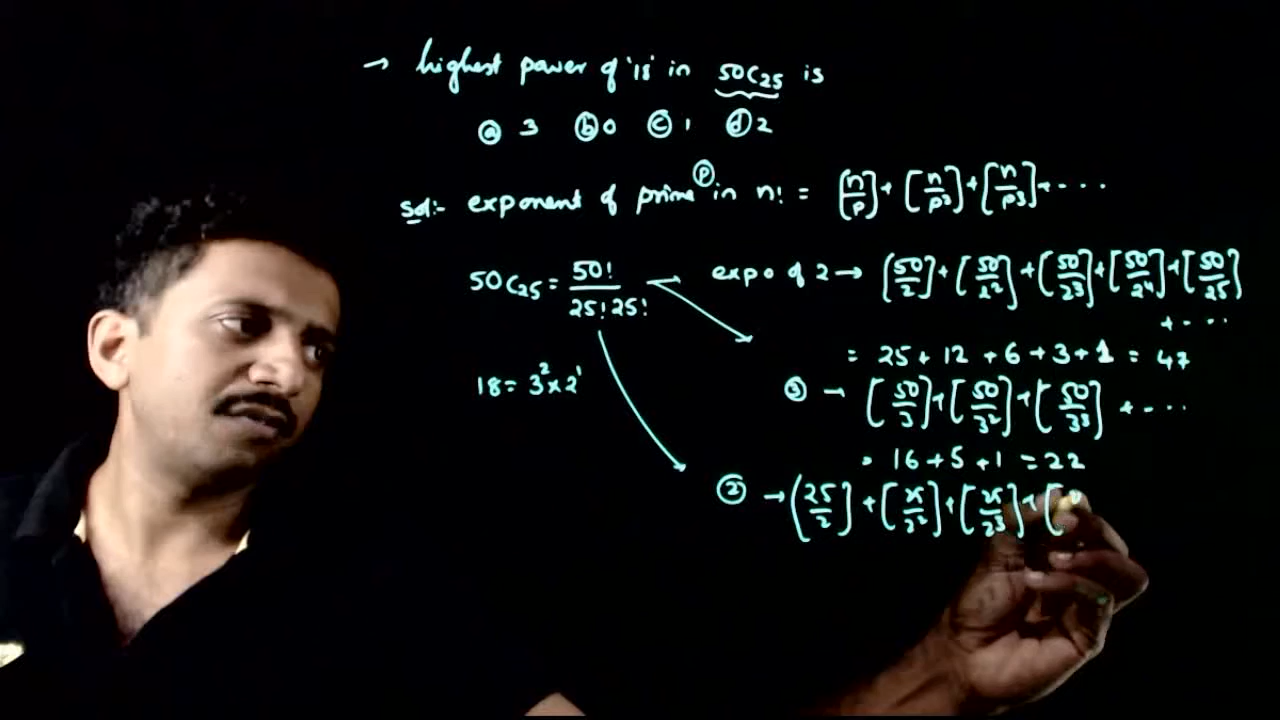 → highest power of '18' in 50C25 is
ⓐ 3 ⓑ 0 ⓒ 1 ⓓ 2
Sol:- exponent of prime ⓟ in n! = [n/p] + [n/p²] + [n/p³] + ....
50C25 = 50!/25!25! → expo of 2 → [50/2] + [50/2²] + [50/2³] + [50/2⁴] + [50/2⁵]
+ ...
= 25 + 12 + 6 + 3 + 1 = 47
18 = 3² × 2¹
③ → [50/3] + [50/3²] + [50/3³] + ...
= 16 + 5 + 1 = 22
② → [25/2] + [25/2²] + [25/2³] + [